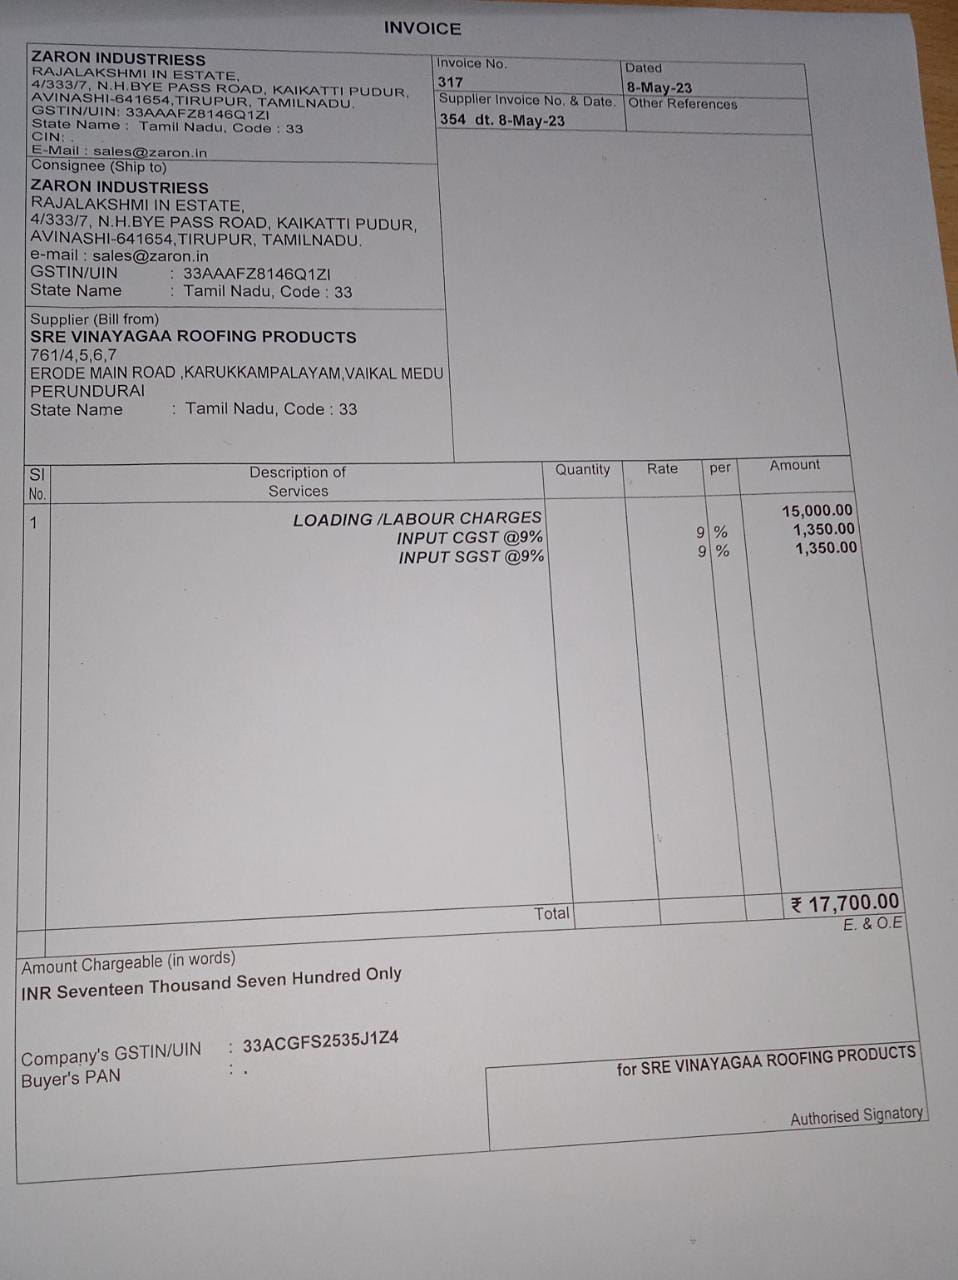 INVOICE
ZARON INDUSTRIESS
RAJALAKSHMI IN ESTATE,
4/333/7, N.H.BYE PASS ROAD, KAIKATTI PUDUR,
AVINASHI-641654,TIRUPUR, TAMILNADU.
GSTIN/UIN: 33AAAFZ8146Q1ZI
State Name : Tamil Nadu, Code : 33
CIN: .
E-Mail : sales@zaron.in
Invoice No.
317
Dated
8-May-23
Supplier Invoice No. & Date.
354 dt. 8-May-23
Other References
Consignee (Ship to)
ZARON INDUSTRIESS
RAJALAKSHMI IN ESTATE,
4/333/7, N.H.BYE PASS ROAD, KAIKATTI PUDUR,
AVINASHI-641654,TIRUPUR, TAMILNADU.
e-mail : sales@zaron.in
GSTIN/UIN : 33AAAFZ8146Q1ZI
State Name : Tamil Nadu, Code : 33
Supplier (Bill from)
SRE VINAYAGAA ROOFING PRODUCTS
761/4,5,6,7
ERODE MAIN ROAD ,KARUKKAMPALAYAM,VAIKAL MEDU
PERUNDURAI
State Name : Tamil Nadu, Code : 33
Sl No. Description of Services Quantity Rate per Amount
1 LOADING /LABOUR CHARGES 15,000.00
INPUT CGST @9% 9 % 1,350.00
INPUT SGST @9% 9 % 1,350.00
Total ₹ 17,700.00
E. & O.E
Amount Chargeable (in words)
INR Seventeen Thousand Seven Hundred Only
Company's GSTIN/UIN : 33ACGFS2535J1Z4
Buyer's PAN : .
for SRE VINAYAGAA ROOFING PRODUCTS
Authorised Signatory